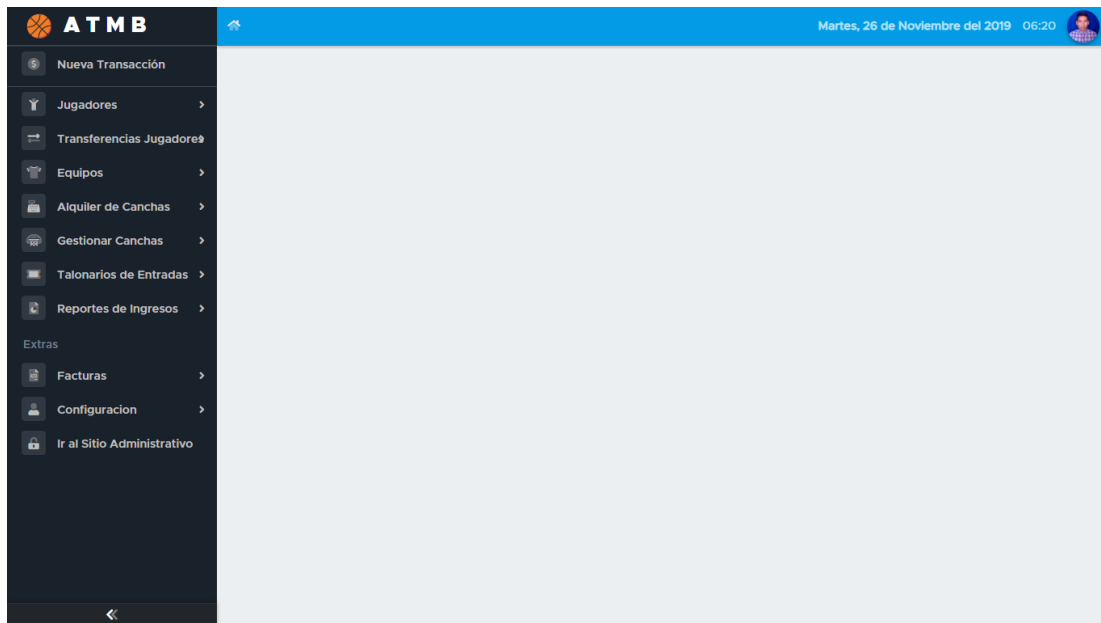 ATMB
Martes, 26 de Noviembre del 2019 06:20
Nueva Transacción
Jugadores
Transferencias Jugadores
Equipos
Alquiler de Canchas
Gestionar Canchas
Talonarios de Entradas
Reportes de Ingresos
Extras
Facturas
Configuracion
Ir al Sitio Administrativo